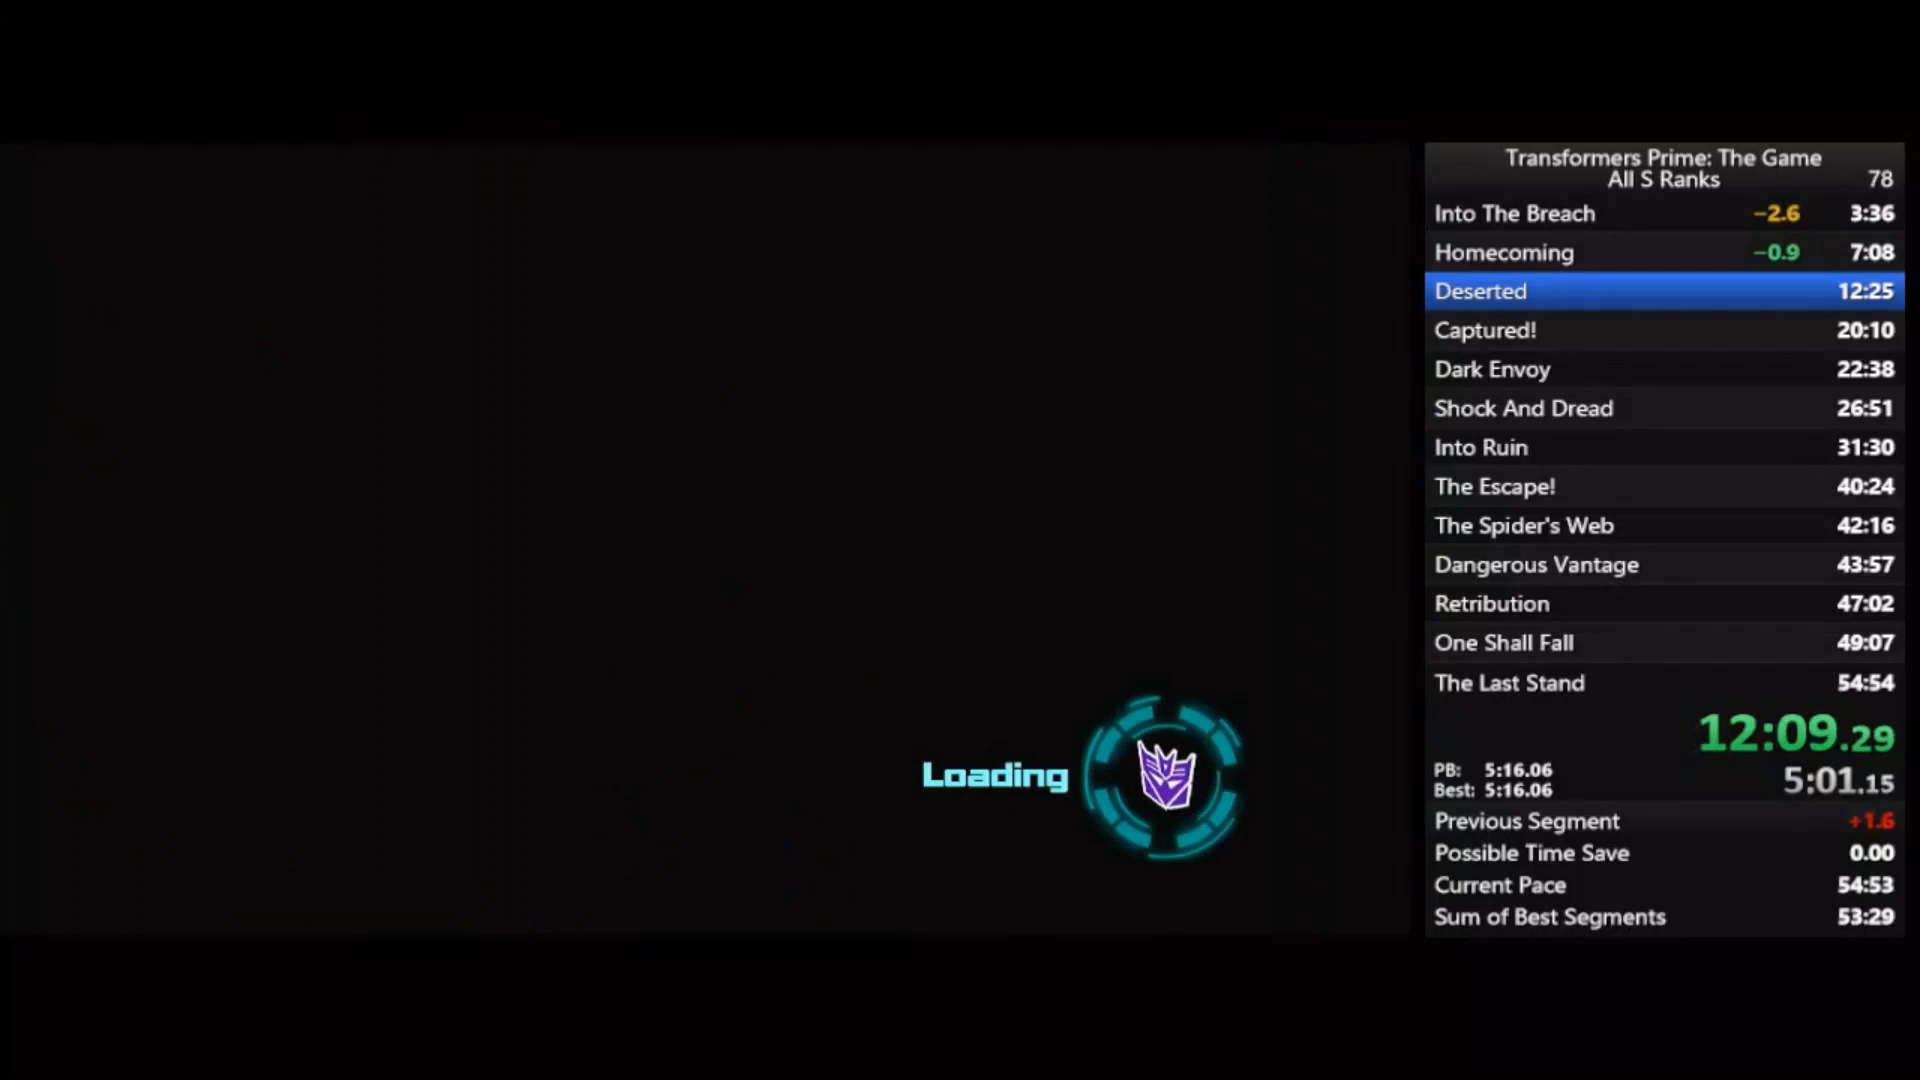 Transformers Prime: The Game
All S Ranks 78
Into The Breach −2.6 3:36
Homecoming −0.9 7:08
Deserted 12:25
Captured! 20:10
Dark Envoy 22:38
Shock And Dread 26:51
Into Ruin 31:30
The Escape! 40:24
The Spider's Web 42:16
Dangerous Vantage 43:57
Retribution 47:02
One Shall Fall 49:07
The Last Stand 54:54
12:09.29
PB: 5:16.06
Best: 5:16.06
5:01.15
Loading
Previous Segment +1.6
Possible Time Save 0.00
Current Pace 54:53
Sum of Best Segments 53:29